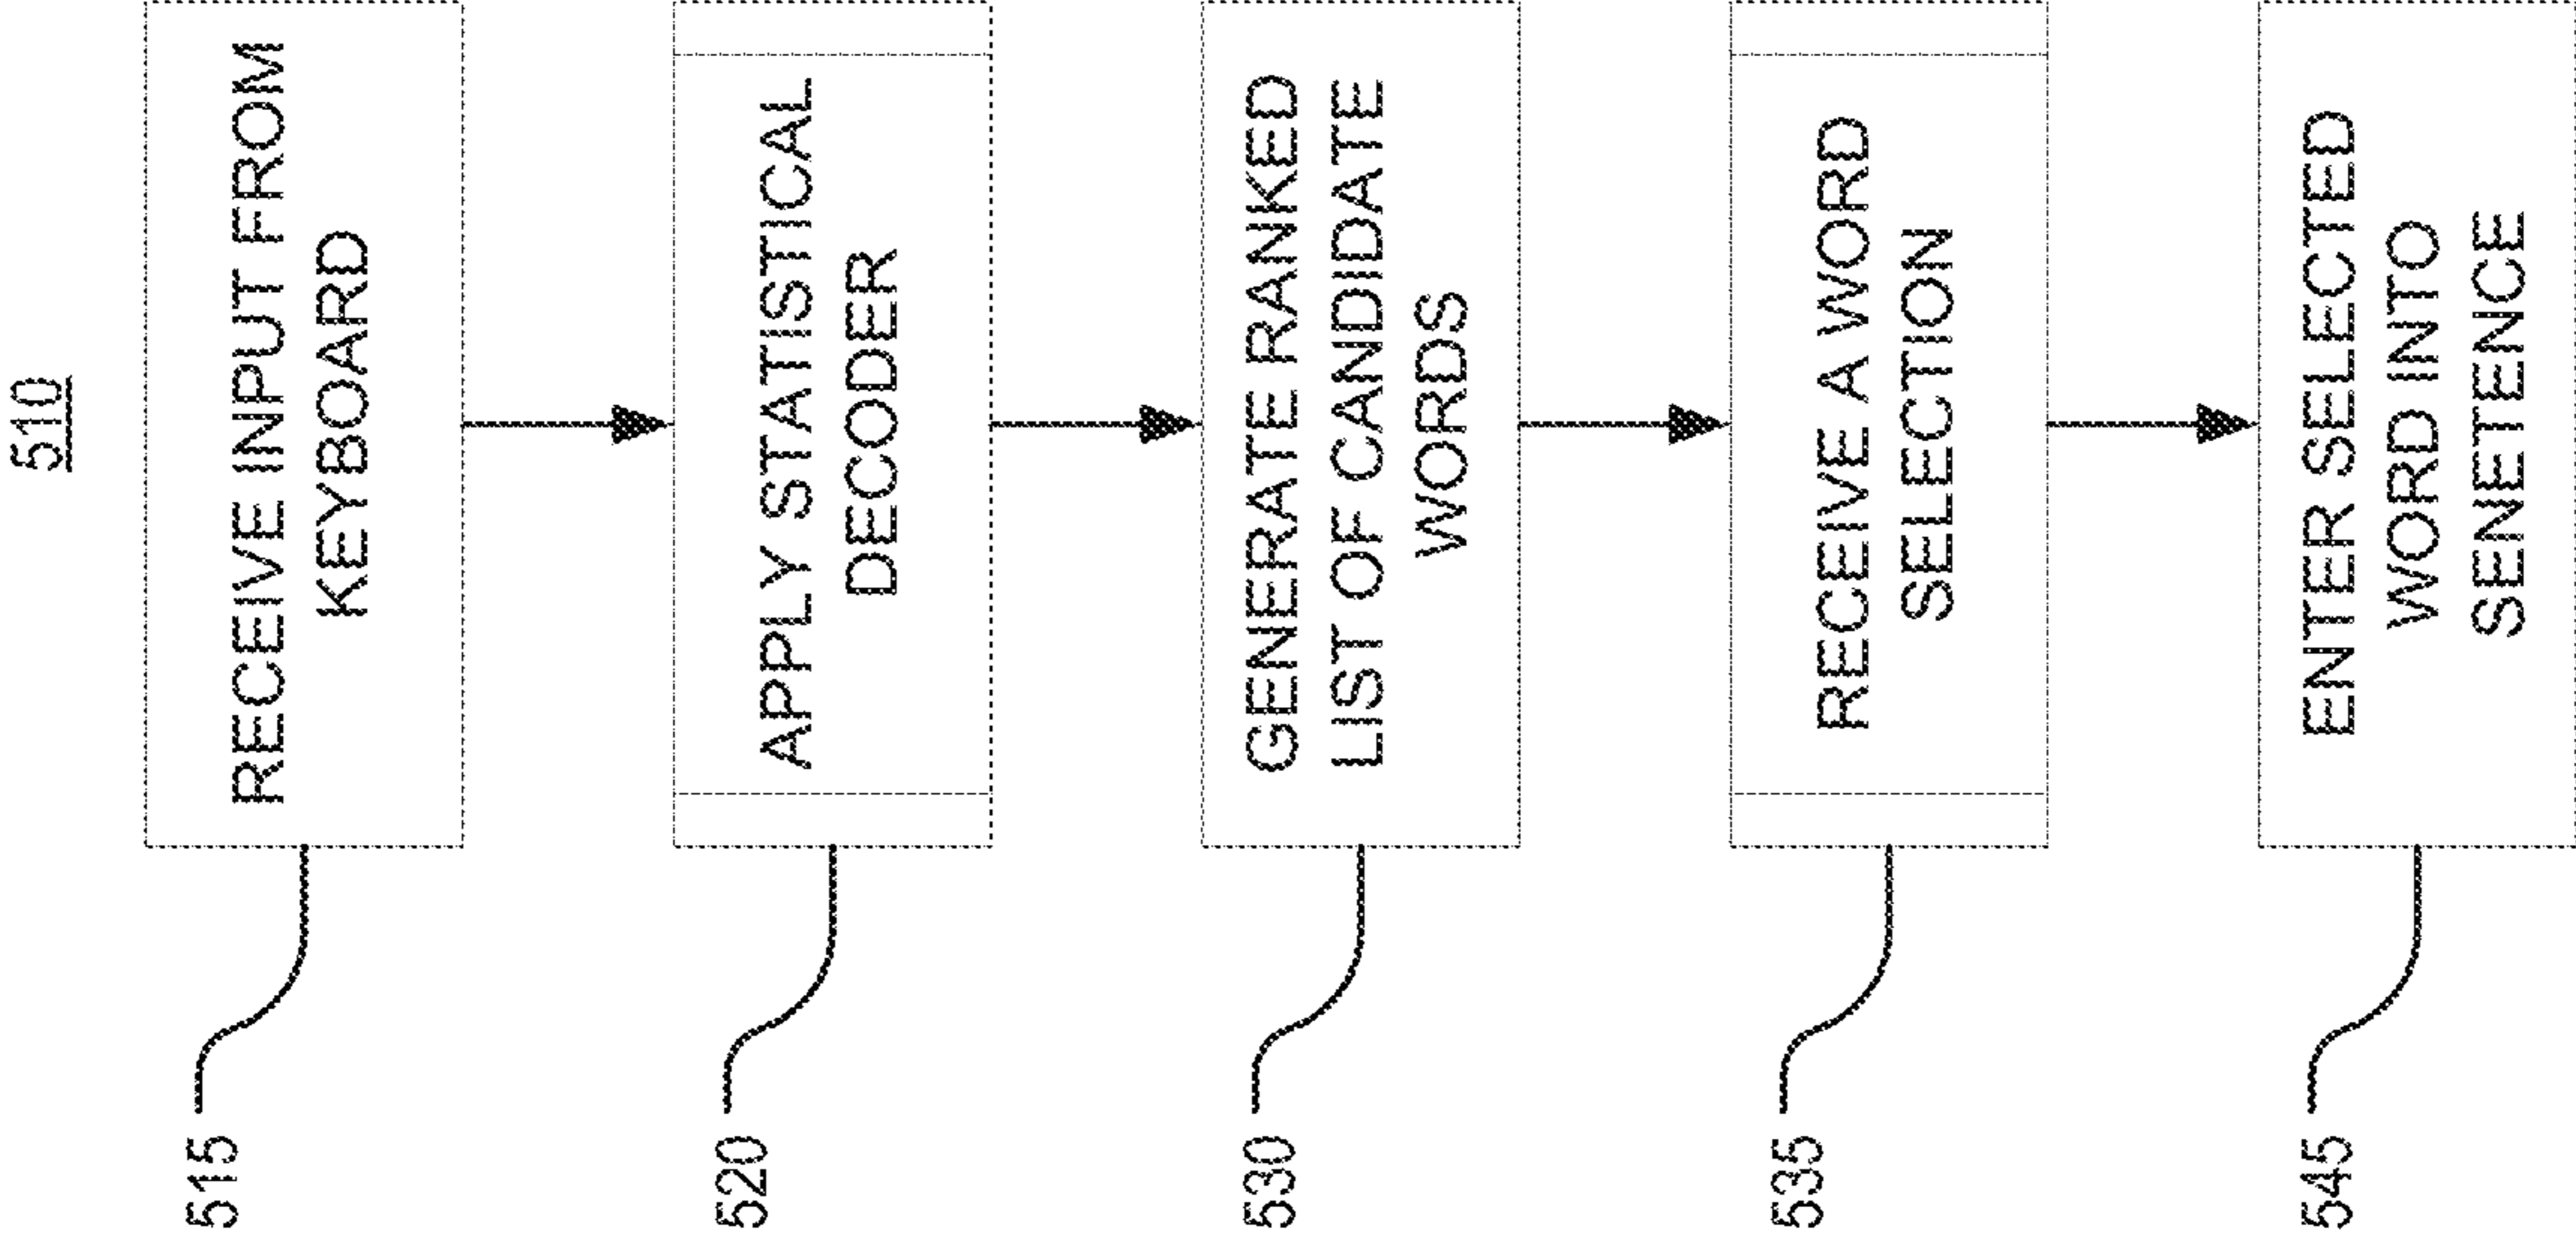 510
515
RECEIVE INPUT FROM
KEYBOARD
520
APPLY STATISTICAL
DECODER
530
GENERATE RANKED
LIST OF CANDIDATE
WORDS
535
RECEIVE A WORD
SELECTION
545
ENTER SELECTED
WORD INTO
SENETENCE